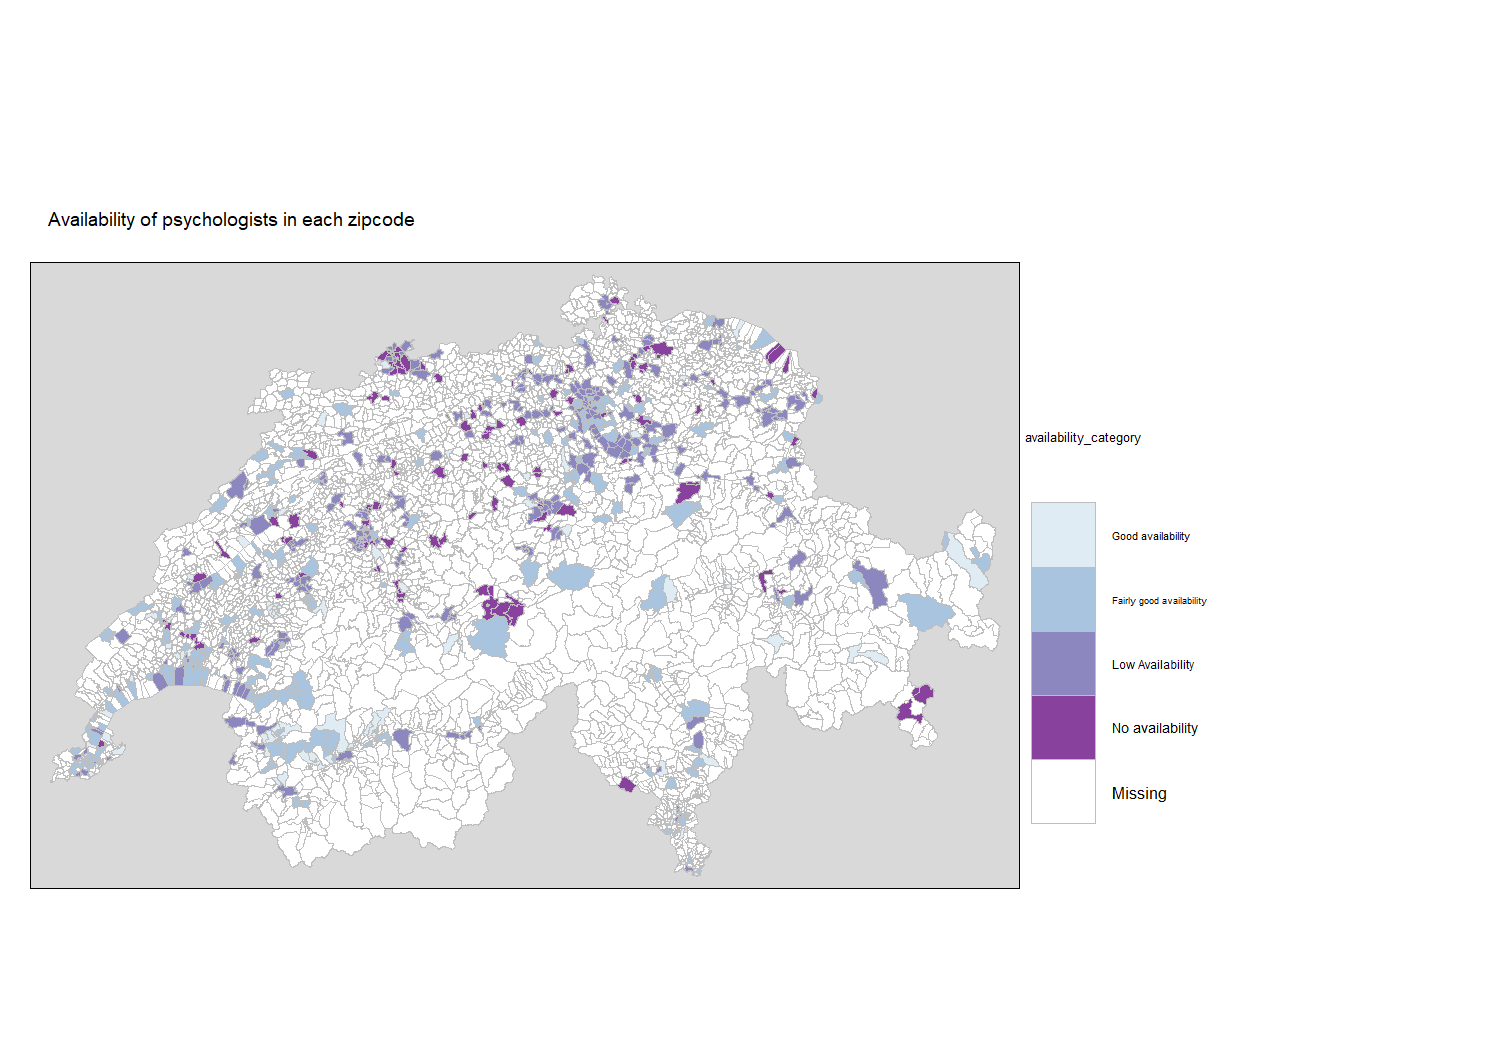 Availability of psychologists in each zipcode
availability_category
Good availability
Fairly good availability
Low Availability
No availability
Missing